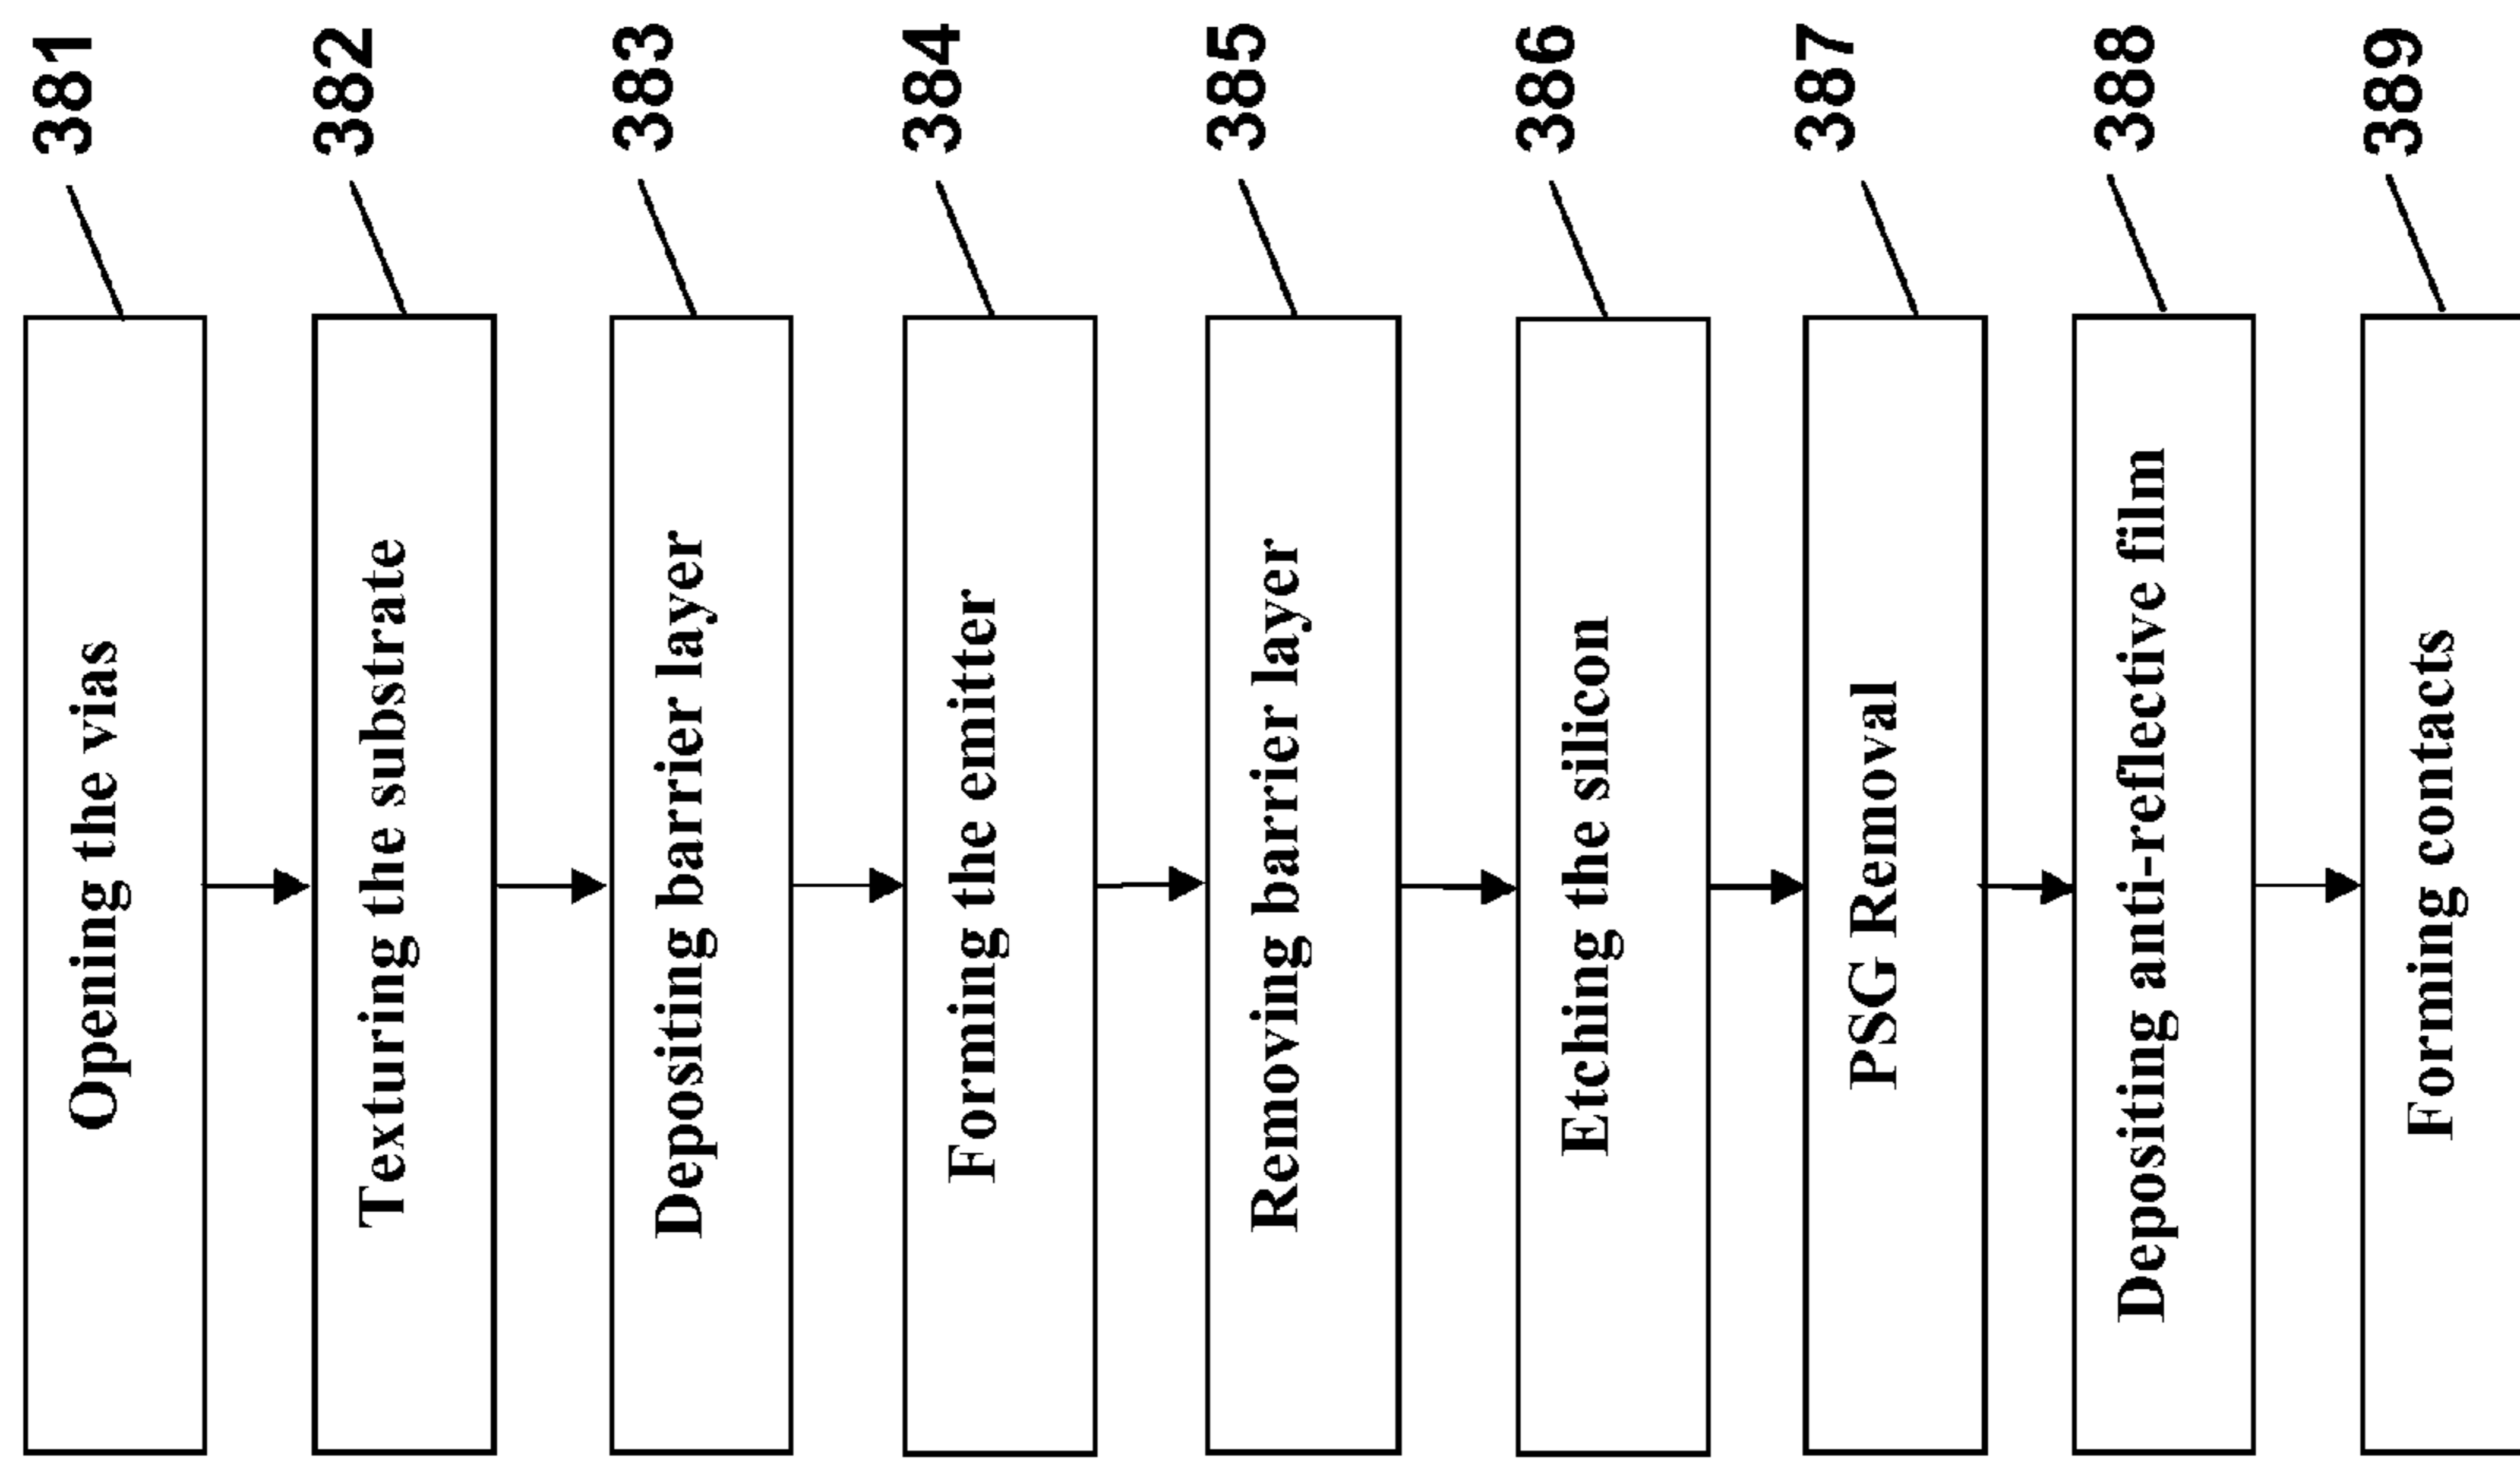 Opening the vias
381
Texturing the substrate
382
Depositing barrier layer
383
Forming the emitter
384
Removing barrier layer
385
Etching the silicon
386
PSG Removal
387
Depositing anti-reflective film
388
Forming contacts
389